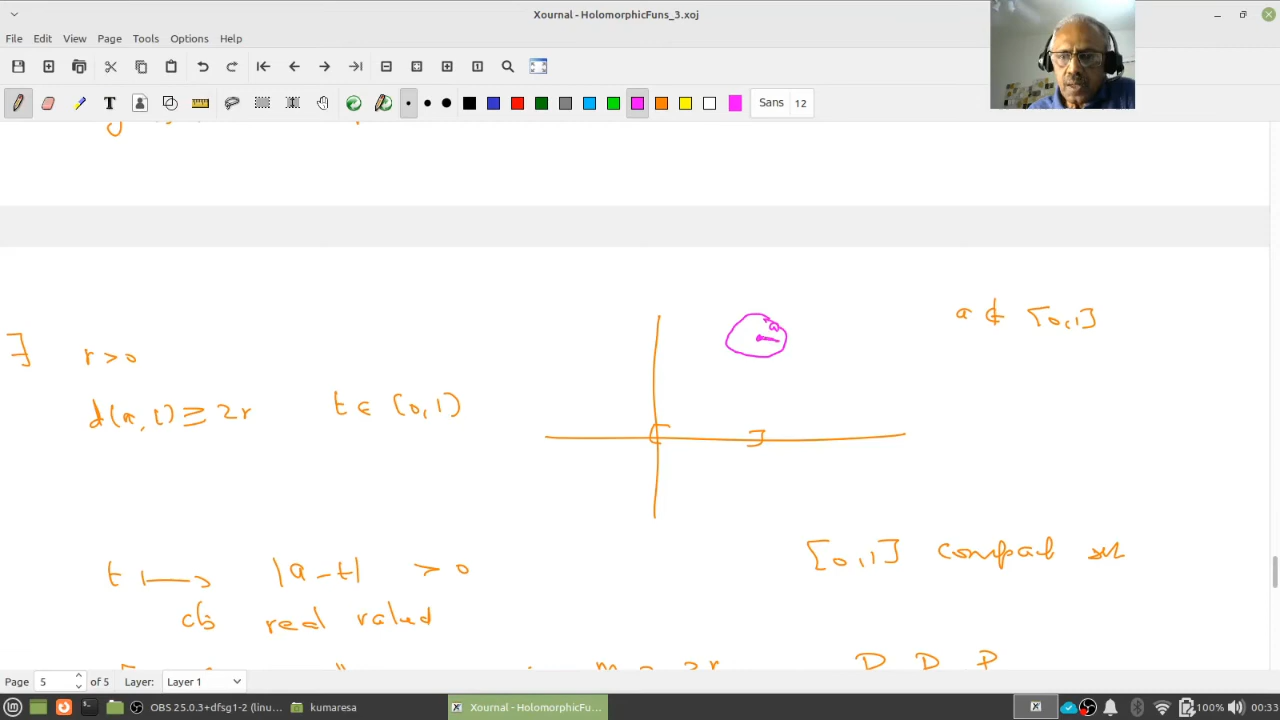 Xournal - HolomorphicFuns_3.xoj
File Edit View Page Tools Options Help
Sans 12
a ∉ [0,1]
∃ r > 0
d(a, t) ≥ 2r t ∈ [0, 1]
a
[0,1] compact set
t ⟼ |a - t| > 0
cts real valued
m = 2r
Page 5 of 5 Layer: Layer 1
OBS 25.0.3+dfsg1-2 (linu... kumaresa Xournal - HolomorphicFuns_... 100% 00:33